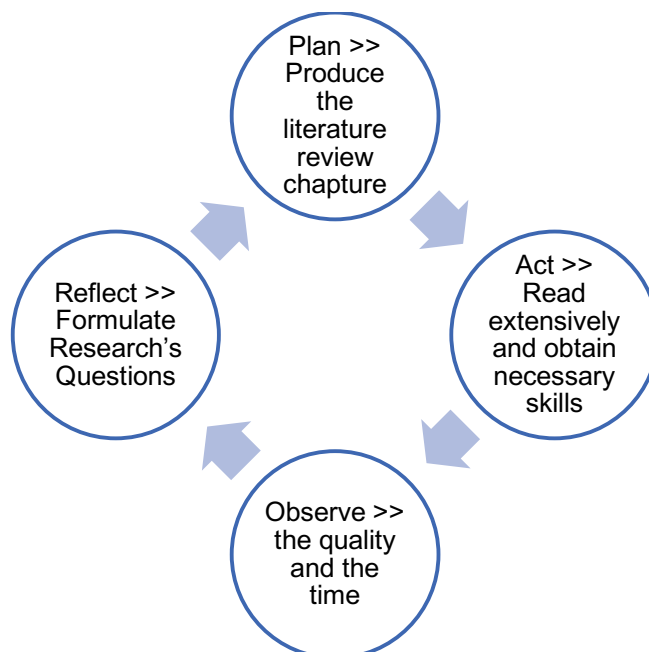 Plan >>
Produce
the
literature
review
chapture
Act >>
Read
extensively
and obtain
necessary
skills
Observe >>
the quality
and the
time
Reflect >>
Formulate
Research’s
Questions